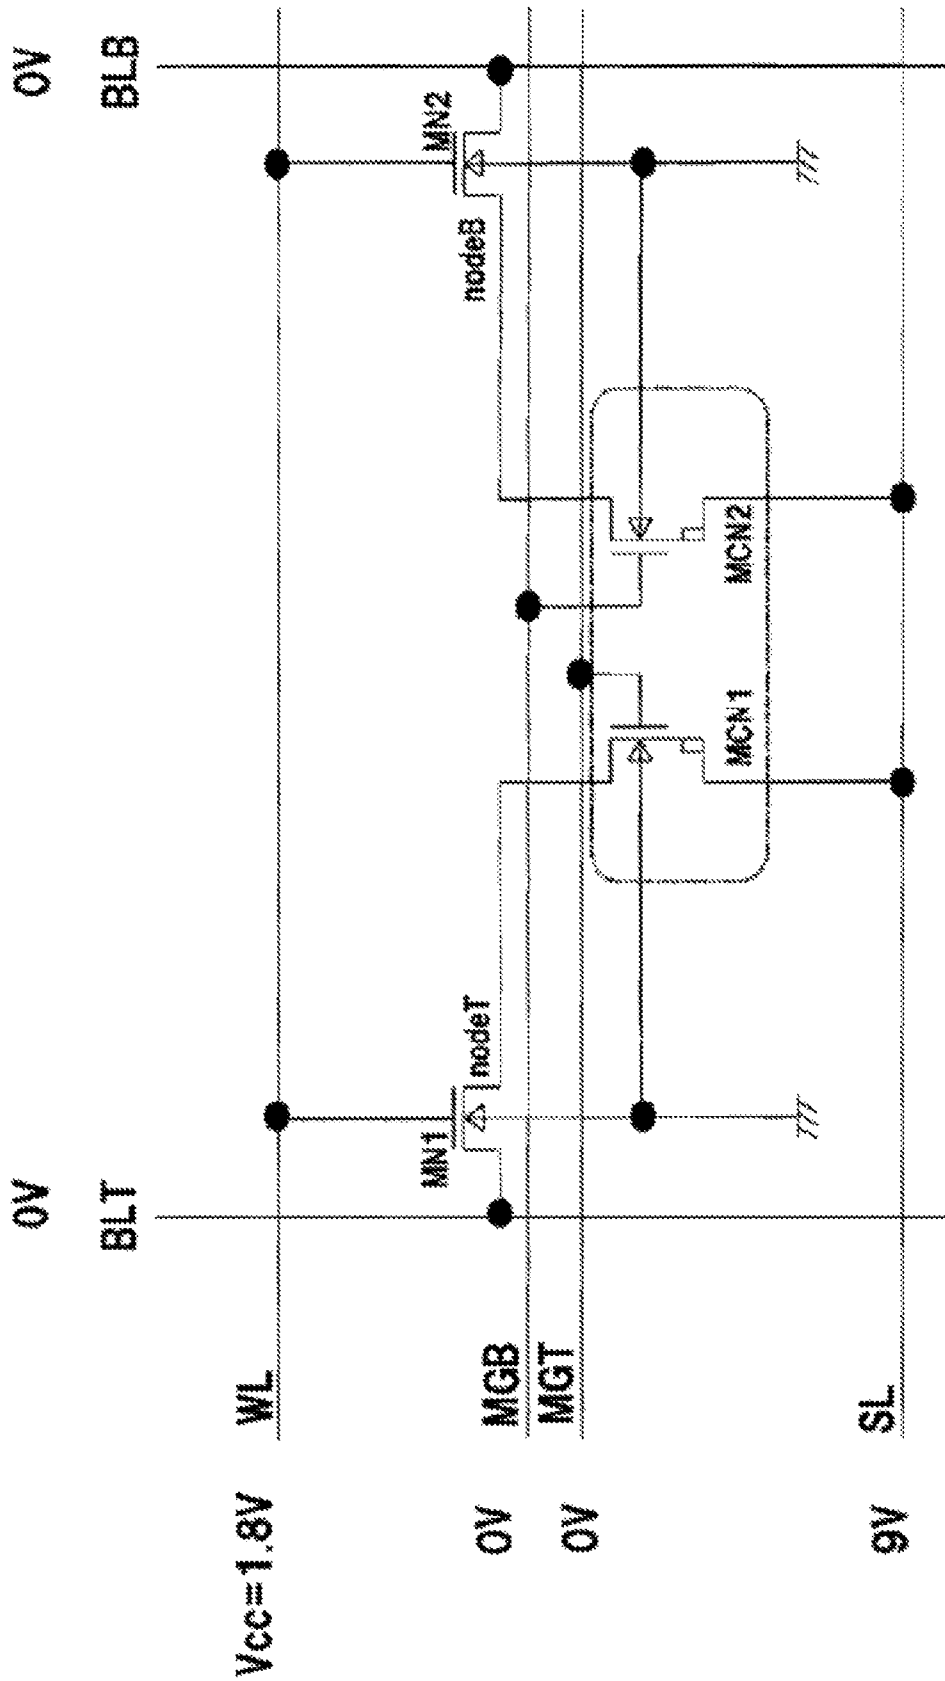 0V
0V
BLT
BLB
Vcc=1.8V
WL
MN1
MN2
nodeT
nodeB
0V
MGB
0V
MGT
MCN1
MCN2
9V
SL